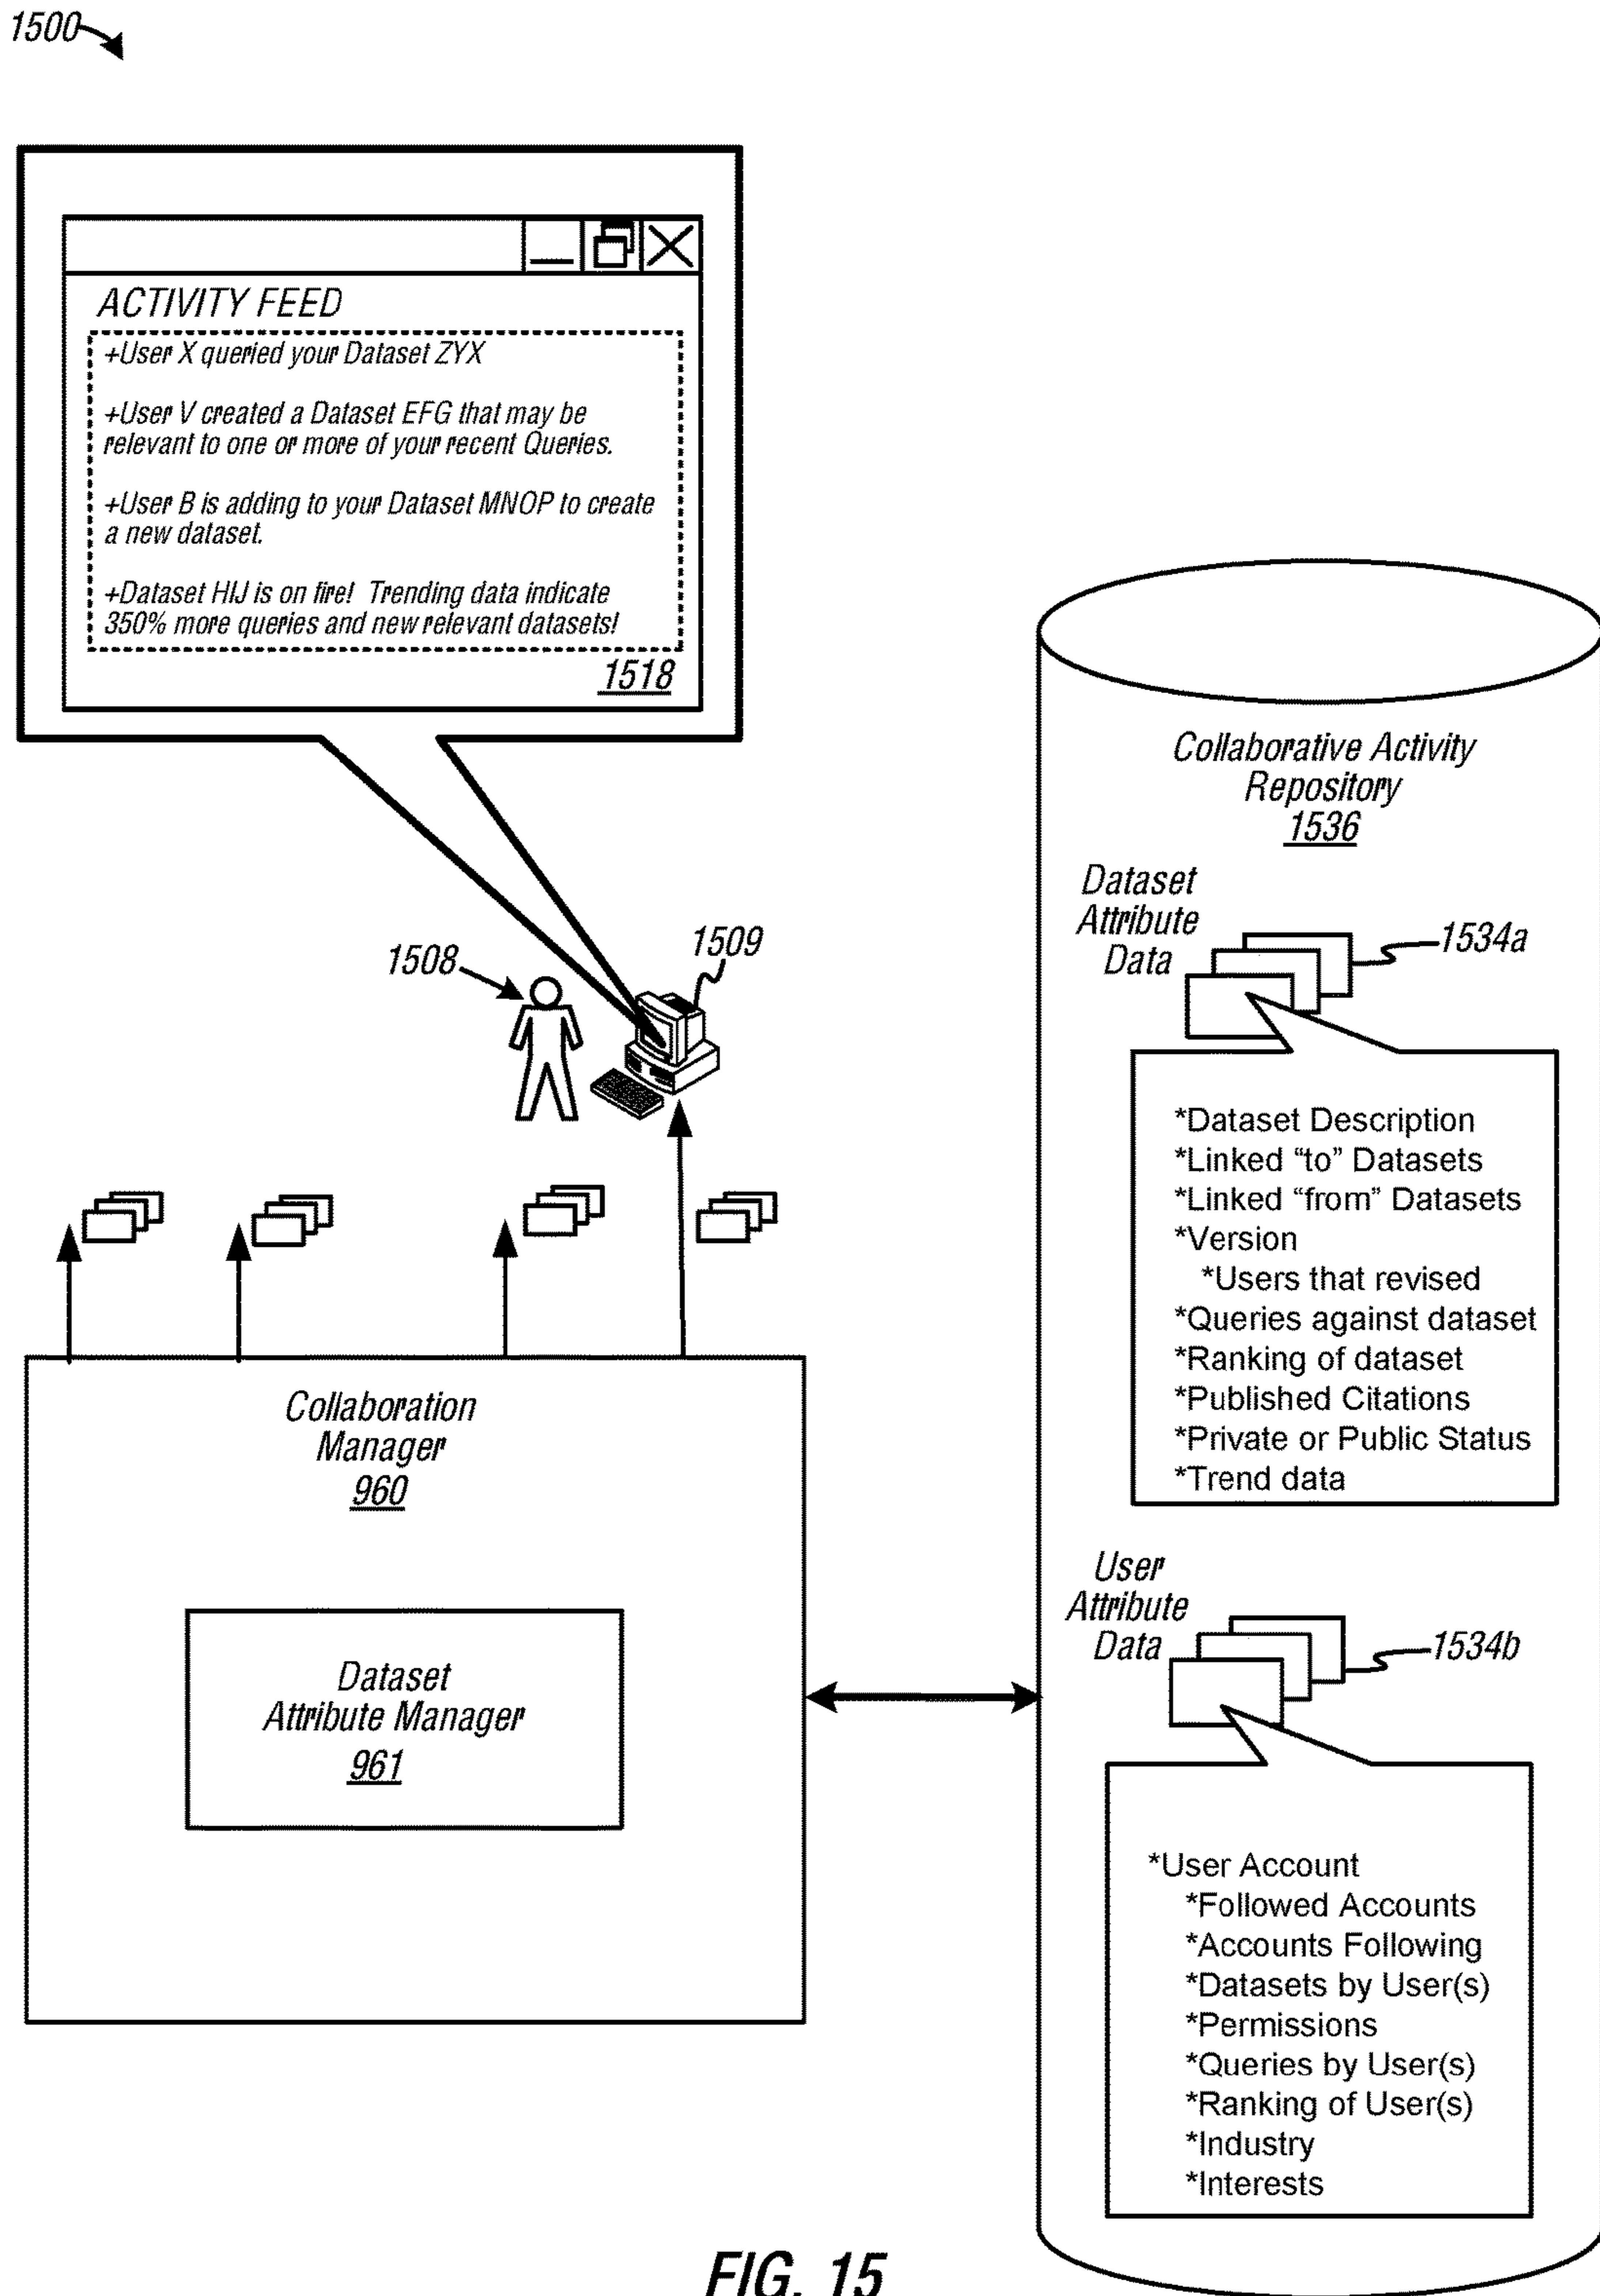 1500
ACTIVITY FEED
+User X queried your Dataset ZYX
+User V created a Dataset EFG that may be
relevant to one or more of your recent Queries.
+User B is adding to your Dataset MNOP to create
a new dataset.
+Dataset HIJ is on fire! Trending data indicate
350% more queries and new relevant datasets!
1518
1508
1509
Collaboration
Manager
960
Dataset
Attribute Manager
961
Collaborative Activity
Repository
1536
Dataset
Attribute
Data
1534a
*Dataset Description
*Linked “to” Datasets
*Linked “from” Datasets
*Version
*Users that revised
*Queries against dataset
*Ranking of dataset
*Published Citations
*Private or Public Status
*Trend data
User
Attribute
Data
1534b
*User Account
*Followed Accounts
*Accounts Following
*Datasets by User(s)
*Permissions
*Queries by User(s)
*Ranking of User(s)
*Industry
*Interests
FIG. 15